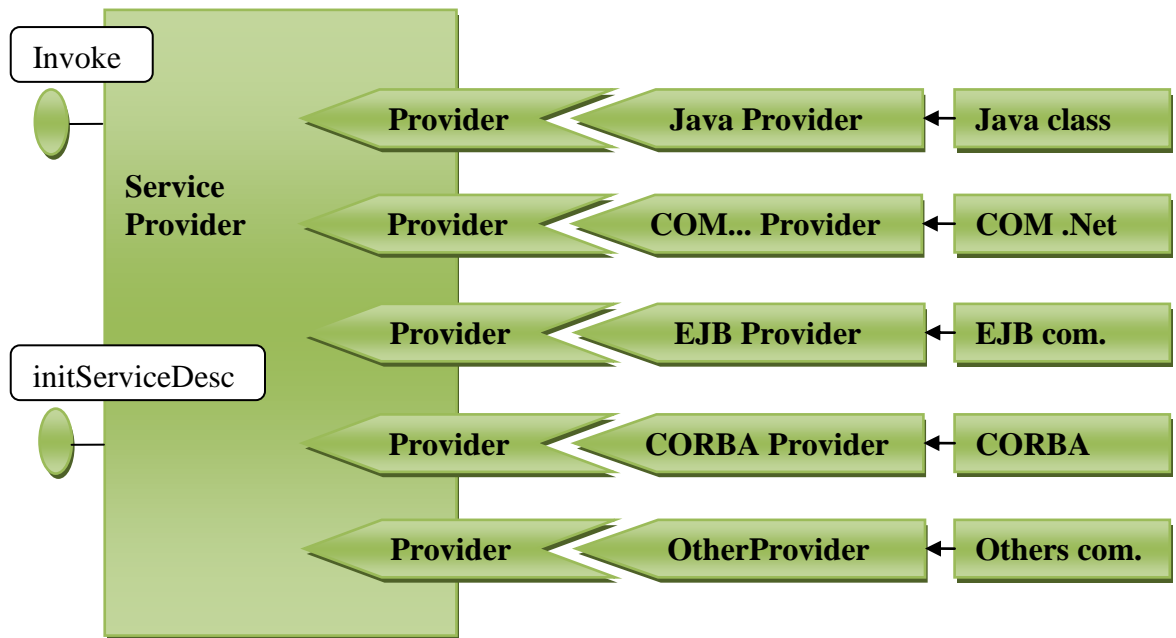 Invoke
Provider
Java Provider
Java class
Service
Provider
Provider
COM... Provider
COM .Net
Provider
EJB Provider
EJB com.
initServiceDesc
Provider
CORBA Provider
CORBA
Provider
OtherProvider
Others com.